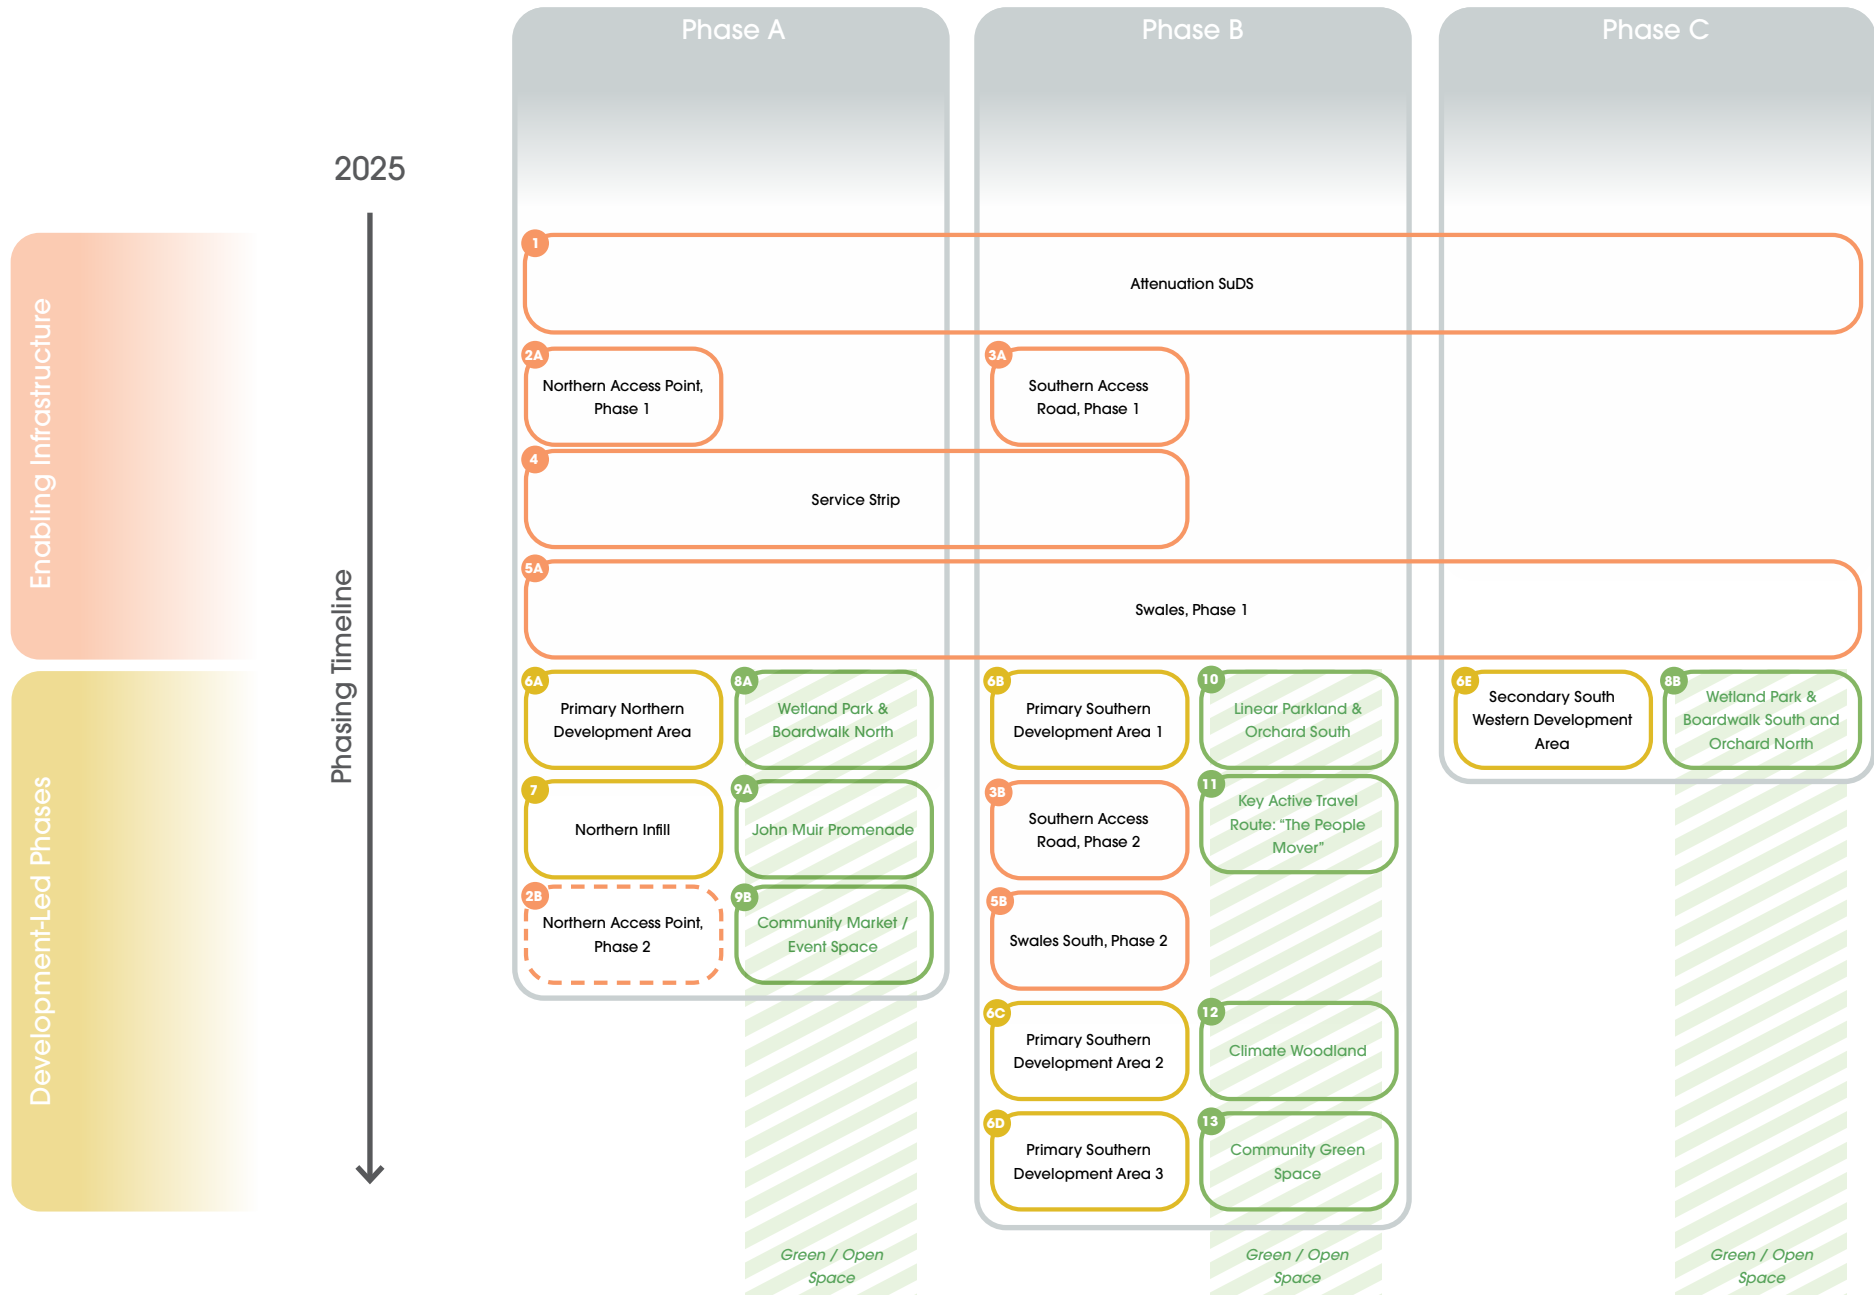 Phase A
Phase B
Phase C
2025
Phasing Timeline
Enabling Infrastructure
Development-Led Phases
1
Attenuation SuDS
2A
Northern Access Point,
Phase 1
3A
Southern Access
Road, Phase 1
4
Service Strip
5A
Swales, Phase 1
6A
Primary Northern
Development Area
8A
Wetland Park &
Boardwalk North
6B
Primary Southern
Development Area 1
10
Linear Parkland &
Orchard South
6E
Secondary South
Western Development
Area
8B
Wetland Park &
Boardwalk South and
Orchard North
7
Northern Infill
9A
John Muir Promenade
3B
Southern Access
Road, Phase 2
11
Key Active Travel
Route: “The People
Mover”
2B
Northern Access Point,
Phase 2
9B
Community Market /
Event Space
5B
Swales South, Phase 2
6C
Primary Southern
Development Area 2
12
Climate Woodland
6D
Primary Southern
Development Area 3
13
Community Green
Space
Green / Open
Space
Green / Open
Space
Green / Open
Space